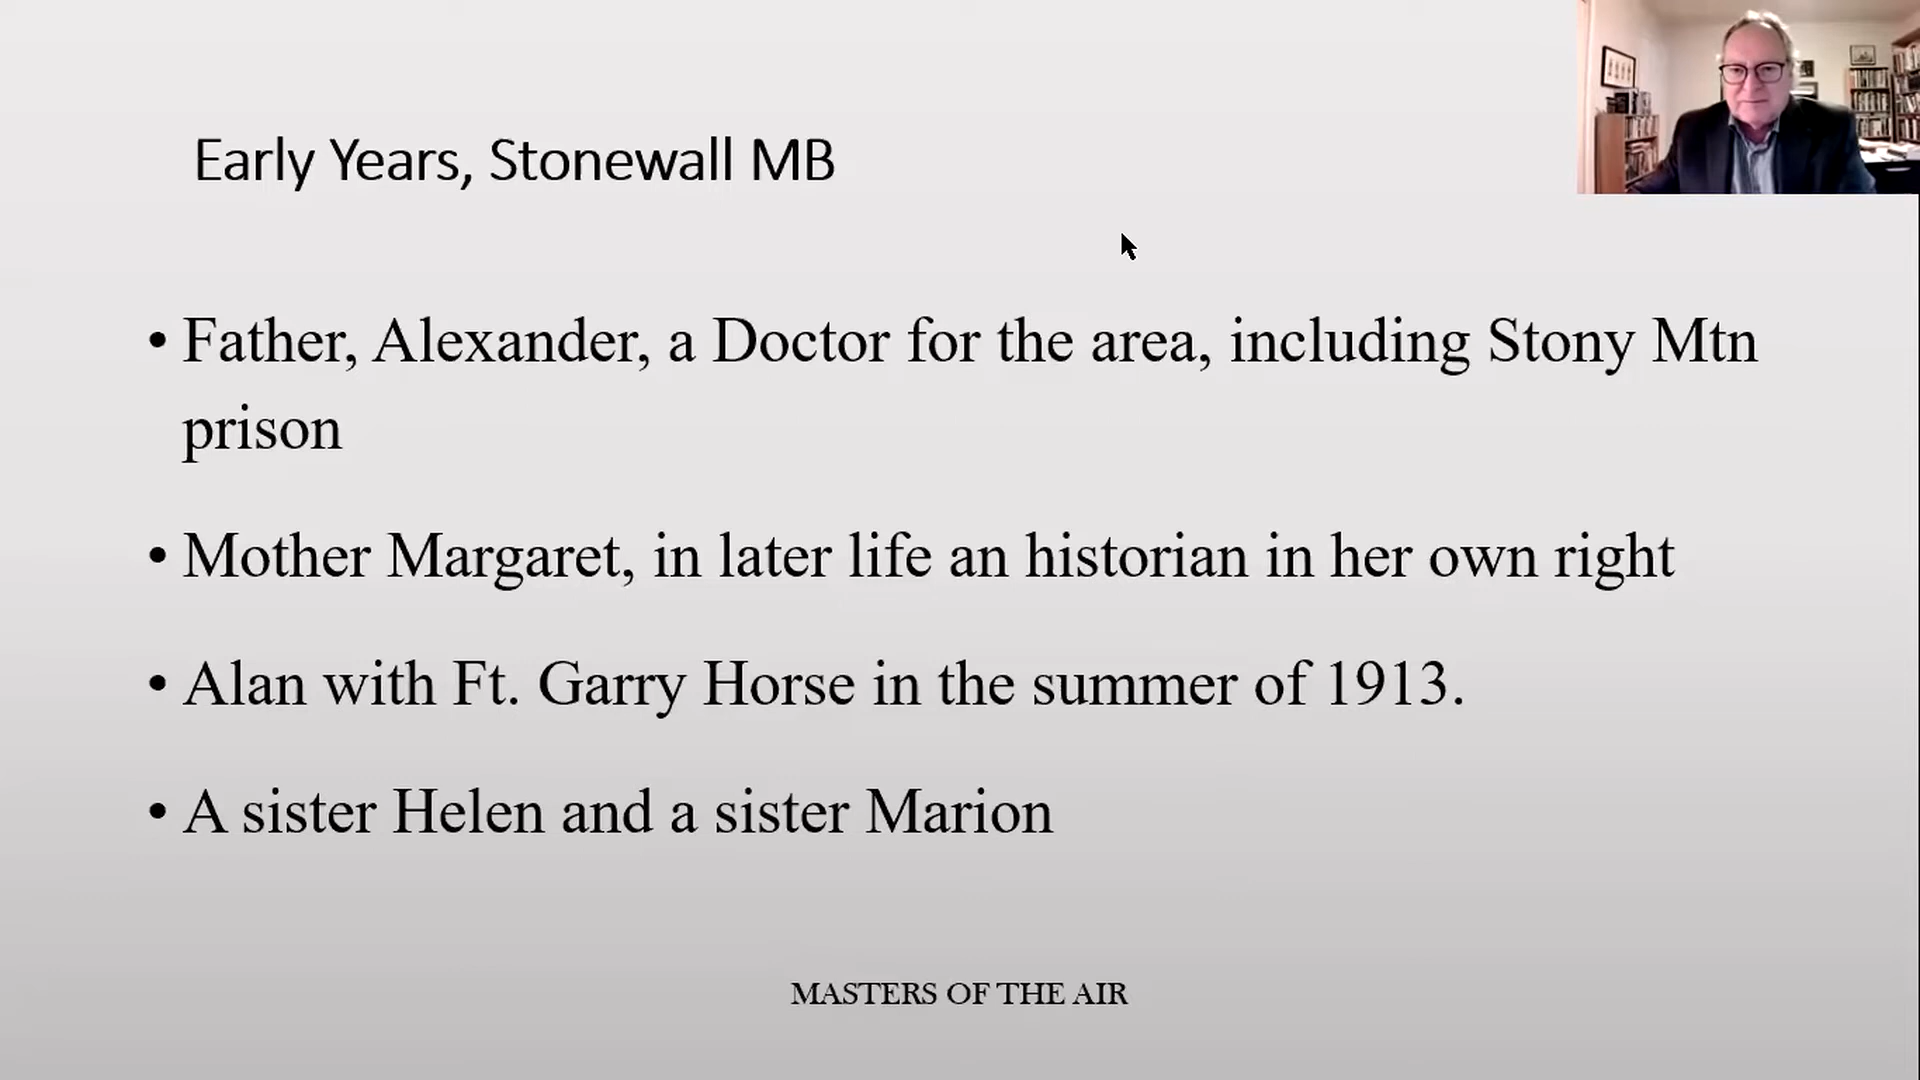 Early Years, Stonewall MB
• Father, Alexander, a Doctor for the area, including Stony Mtn
prison
• Mother Margaret, in later life an historian in her own right
• Alan with Ft. Garry Horse in the summer of 1913.
• A sister Helen and a sister Marion
MASTERS OF THE AIR